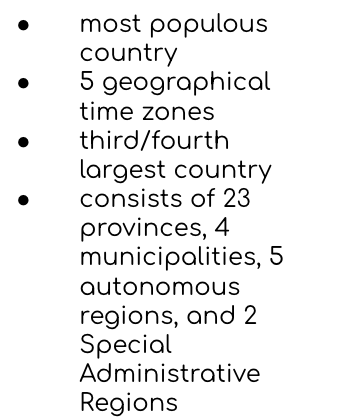 ● most populous
country
● 5 geographical
time zones
● third/fourth
largest country
● consists of 23
provinces, 4
municipalities, 5
autonomous
regions, and 2
Special
Administrative
Regions